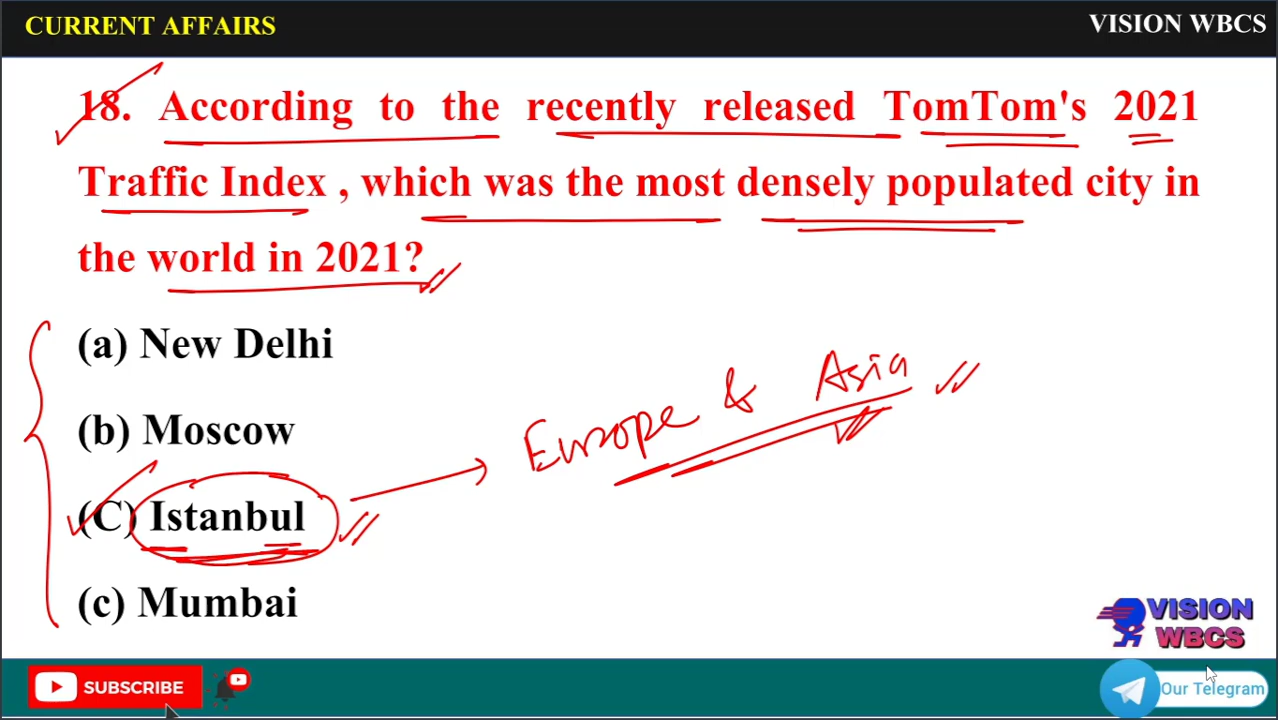 CURRENT AFFAIRS
VISION WBCS
18. According to the recently released TomTom's 2021
Traffic Index , which was the most densely populated city in
the world in 2021?
(a) New Delhi
(b) Moscow
(C) Istanbul
Europe & Asia
(c) Mumbai
VISION
WBCS
SUBSCRIBE
Our Telegram